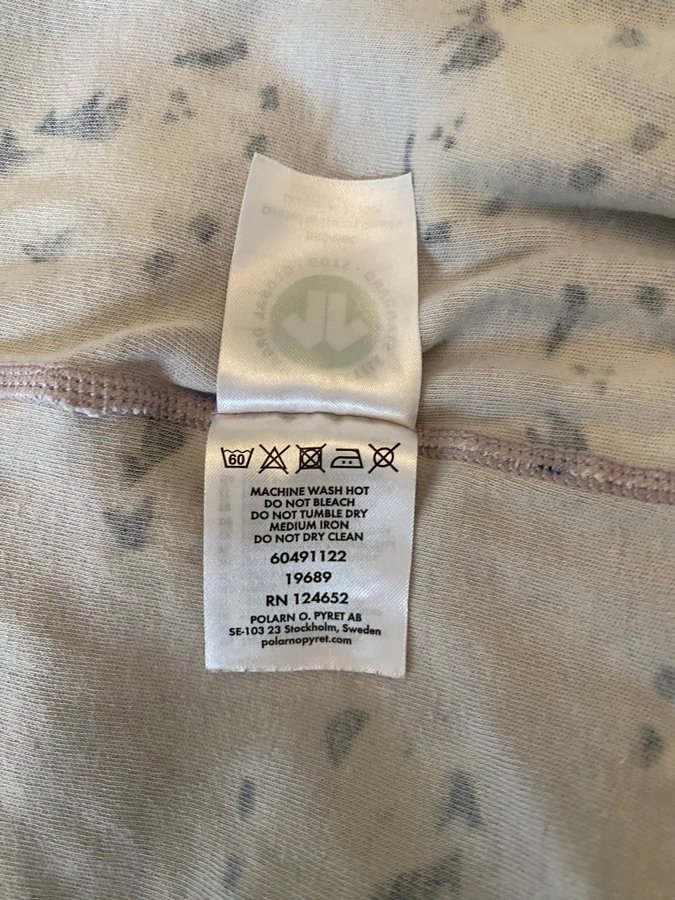 60
MACHINE WASH HOT
DO NOT BLEACH
DO NOT TUMBLE DRY
MEDIUM IRON
DO NOT DRY CLEAN
60491122
19689
RN 124652
POLARN O. PYRET AB
SE-103 23 Stockholm, Sweden
polarnopyret.com